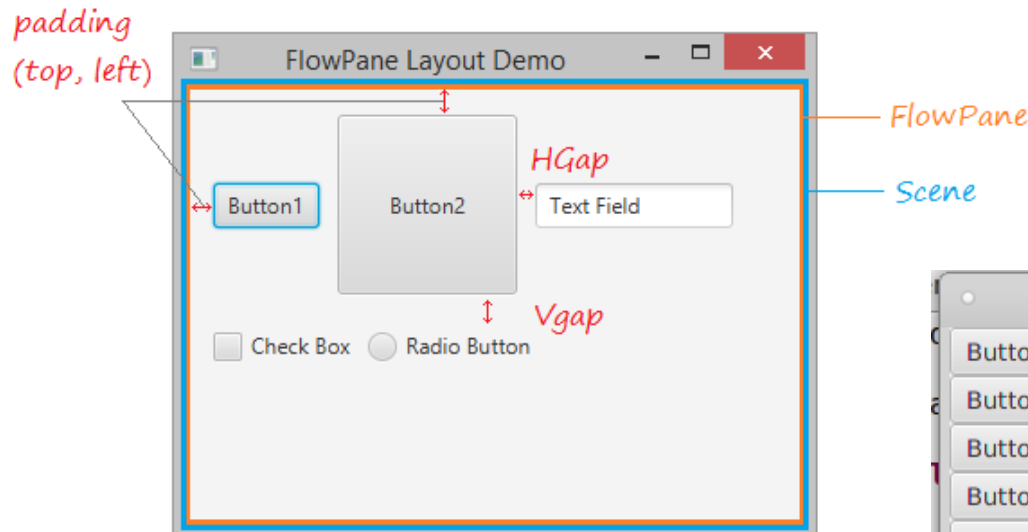 padding
(top, left)
FlowPane Layout Demo
FlowPane
HGap
Scene
Button1
Button2
Text Field
Vgap
Check Box
Radio Button